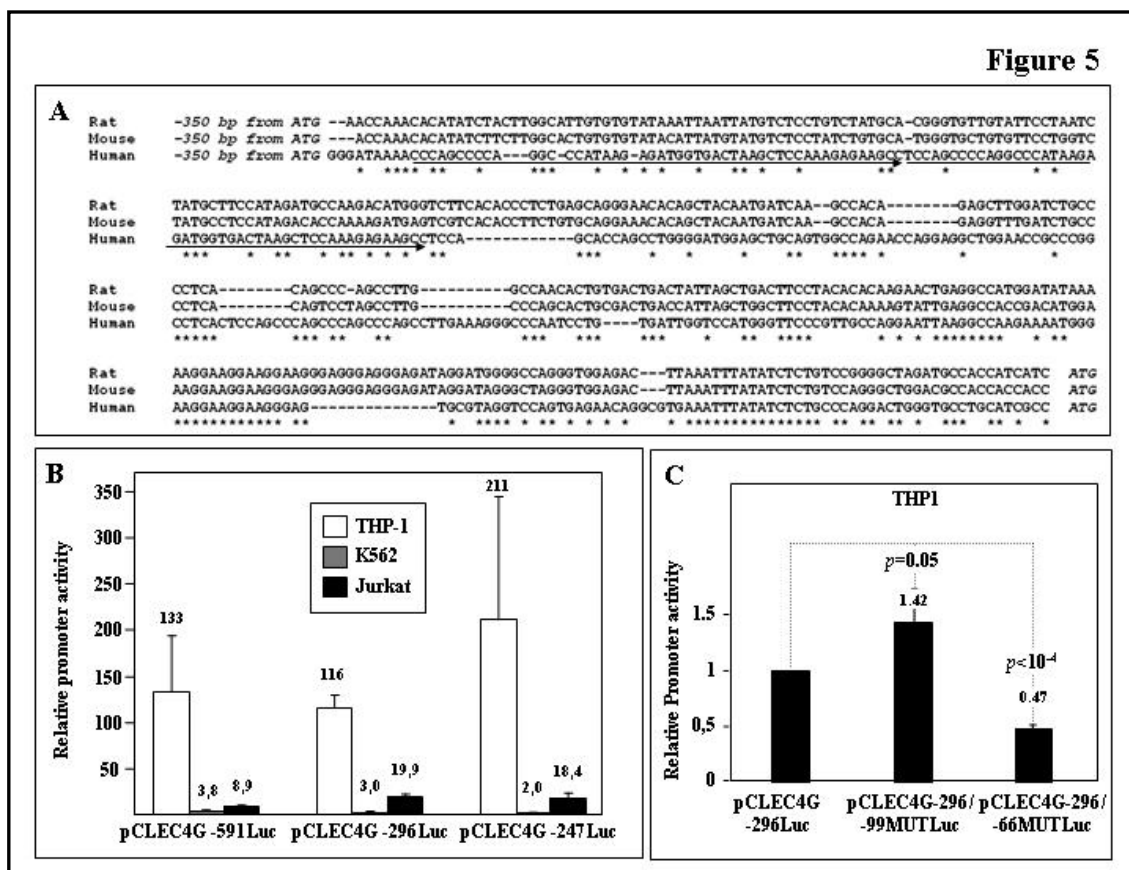 Figure 5
A
Rat -350 bp from ATG --AACCAAACACATATCTACTTGGCATTGTGTGTATAAATTAATTATGTCTCCTGTCTATGCA-CGGGTGTTGTATTCCTAATC
Mouse -350 bp from ATG ---ACCAAACACATATCTTCTTGGCACTGTGTGTATACATTATGTATGTCTCCTATCTGTGCA-TGGGTGCTGTGTTCCTGGTC
Human -350 bp from ATG GGGATAAAACCCAGCCCCA---GGC-CCATAAG-AGATGGTGACTAAGCTCCAAAGAGAAGCCTCCAGCCCCAGGCCCATAAGA
Rat TATGCTTCCATAGATGCCAAGACATGGGTCTTCACACCCTCTGAGCAGGGAACACAGCTACAATGATCAA--GCCACA-------GAGCTTGGATCTGCC
Mouse TATGCCTCCATAGACACCAAAAGATGAGTCGTCACACCTTCTGTGCAGGAAACACAGCTACAATGATCAA--GCCACA-------GAGGTTTGATCTGCC
Human GATGGTGACTAAGCTCCAAAGAGAAGCCTCCA-----------GCACCAGCCTGGGGATGGAGCTGCAGTGGCCAGAACCAGGAGGCTGGAACCGCCCGG
Rat CCTCA--------CAGCCC-AGCCTTG---------GCCAACACTGTGACTGACTATTAGCTGACTTCCTACACACAAGAACTGAGGCCATGGATATAAA
Mouse CCTCA--------CAGTCCTAGCCTTG---------GCCCAGCACTGCGACTGACCATTAGCTGGCTTCCTACACAAAAGTATTGAGGCCACCGACATGGA
Human CCTCACTCCAGCCCAGCCCAGCCCAGCCTTGAAAGGGCCCAATCCTG----TGATTGGTCCATGGGTTCCCGTTGCCAGGAATTAAGGCCAAGAAAATGGG
Rat AAGGAAGGAAGGAAGGGAGGGAGGGGAGATAGGATGGGGCCAGGGTGGAGAC---TTAAATTTATATCTCTGTCCGGGGCTAGATGCCACCATCATC ATG
Mouse AAGGAAGGAAGGGAGGGAGGGAGGGAGATAGGATAGGGCTAGGGTGGAGAC---TTAAATTTATATCTCTGTCCAGGGCTGGACGCCACCACCACC ATG
Human AAGGAAGGAAGGGAG-------------TGCGTAGGTCCAGTGAGAACAGGCGTGAAATTTATATCTCTGCCCAGGACTGGGTGCCTGCATCGCC ATG
B
Relative promoter activity
350
300
250
200
150
100
50
THP-1
K562
Jurkat
133
3,8
8,9
116
3,0
19,9
211
2,0
18,4
pCLEC4G -591Luc
pCLEC4G -296Luc
pCLEC4G -247Luc
C
THP1
Relative Promoter activity
1.5
1
0,5
0
p=0.05
1.42
p<10-4
0.47
pCLEC4G
-296Luc
pCLEC4G-296/
-99MUTLuc
pCLEC4G-296/
-66MUTLuc